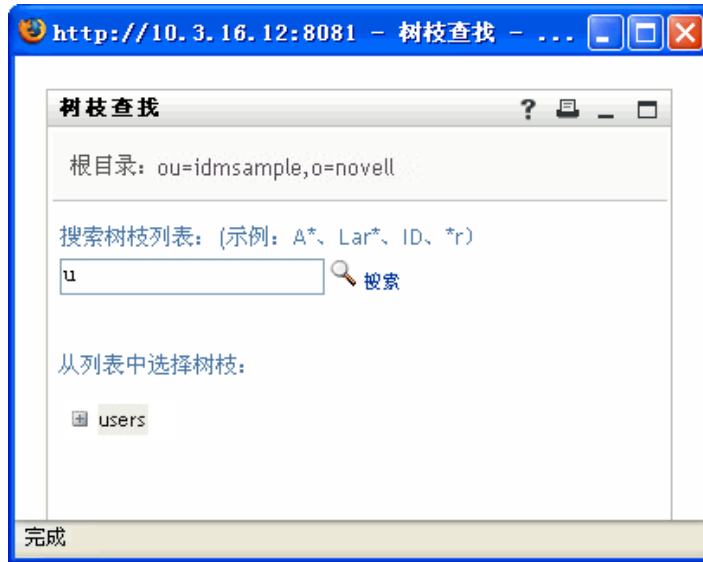 http://10.3.16.12:8081 - 树枝查找 - ...
树枝查找
根目录：ou=idmsample,o=novell
搜索树枝列表：(示例：A*、Lar*、ID、*r)
u
搜索
从列表中选择树枝：
users
完成